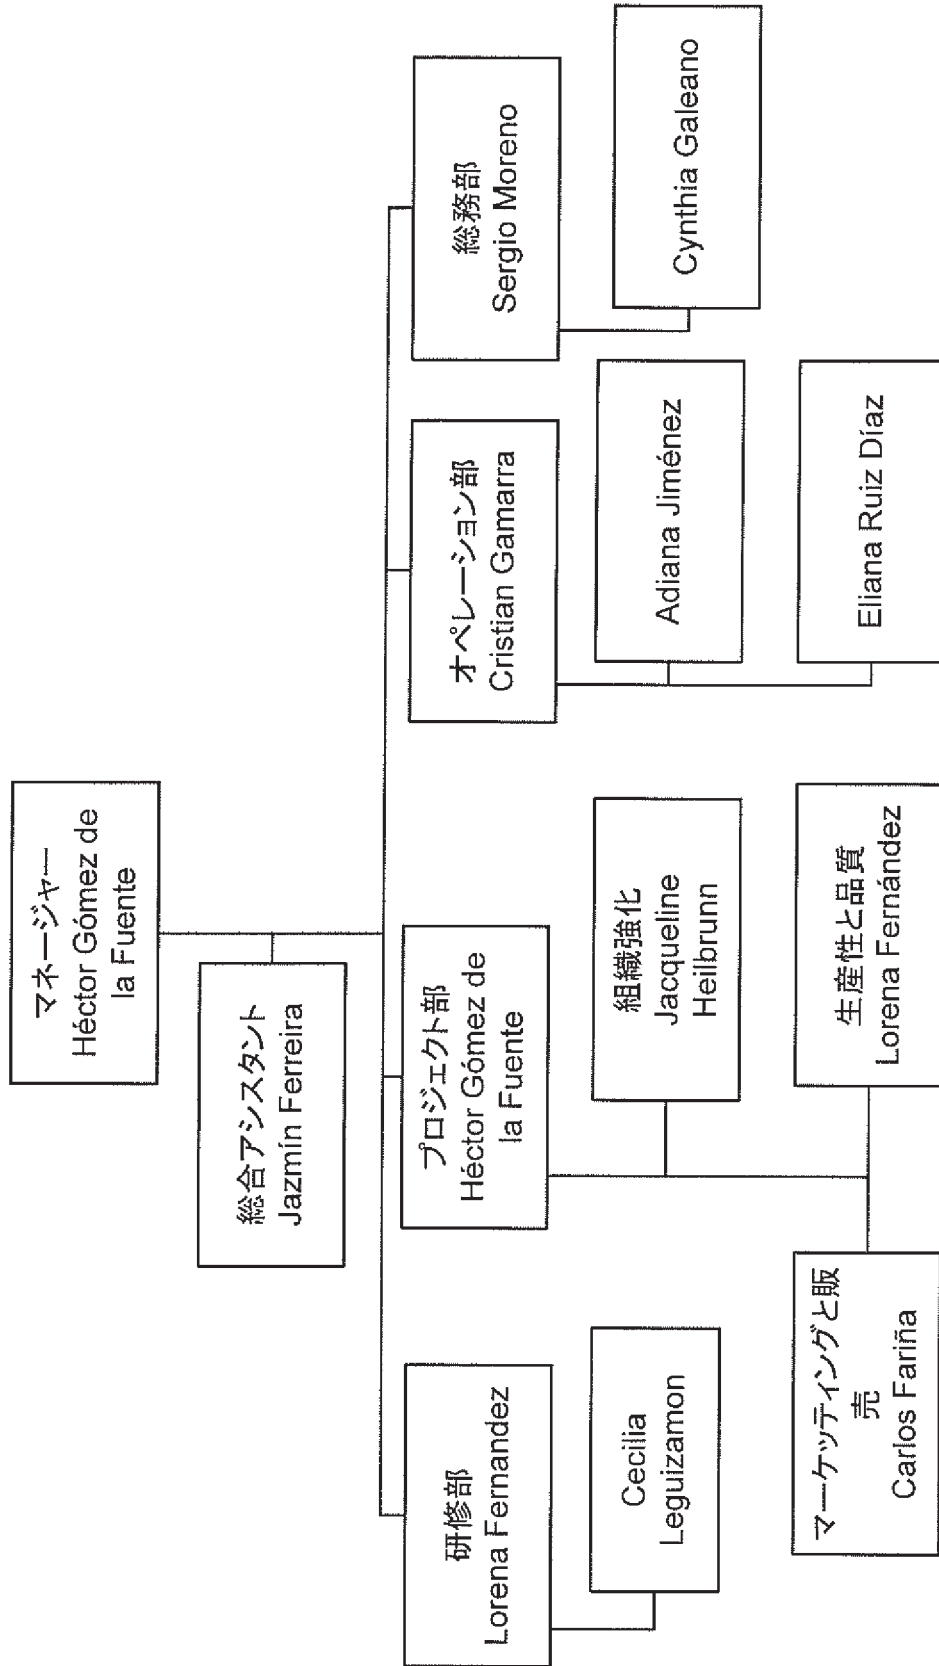 マネージャー
Héctor Gómez de
la Fuente
総合アシスタント
Jazmín Ferreira
研修部
Lorena Fernandez
プロジェクト部
Héctor Gómez de
la Fuente
オペレーション部
Cristian Gamarra
総務部
Sergio Moreno
Cecilia
Leguizamon
組織強化
Jacqueline
Heilbrunn
Adiana Jiménez
Cynthia Galeano
マーケッティングと販
売
Carlos Fariña
生産性と品質
Lorena Fernández
Eliana Ruiz Díaz